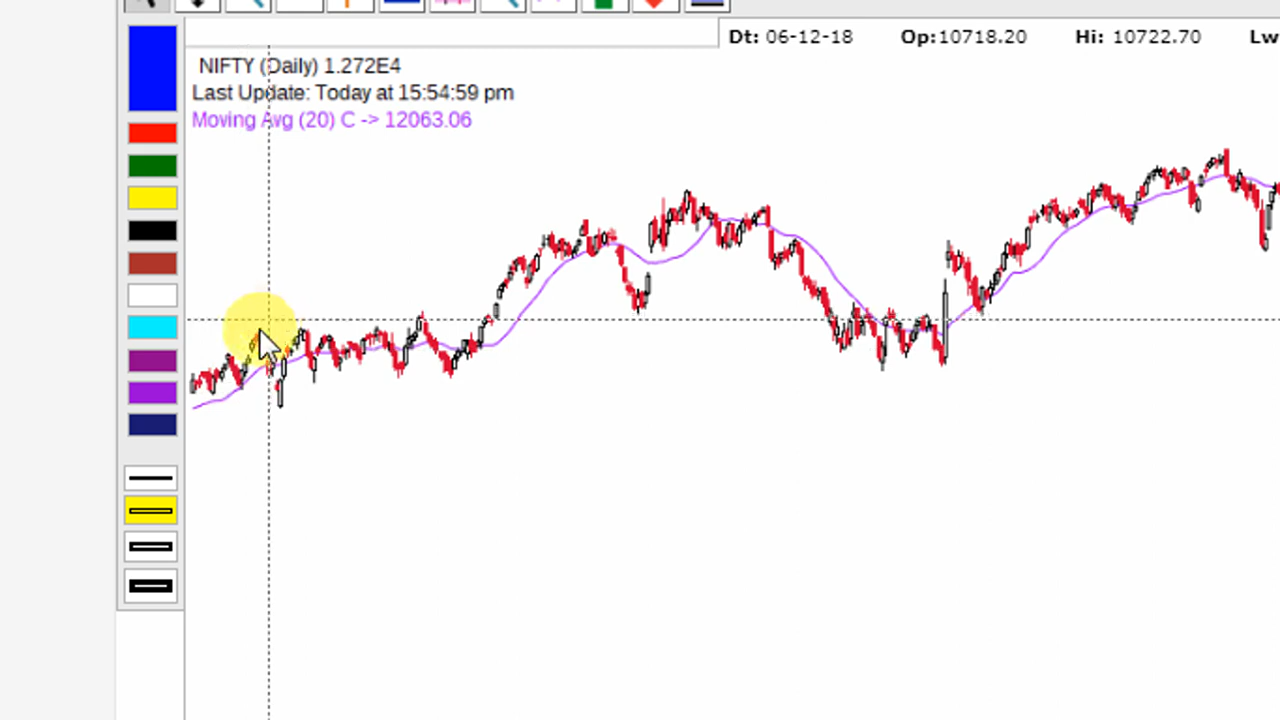 Dt: 06-12-18 Op:10718.20 Hi: 10722.70 Lw
NIFTY (Daily) 1.272E4
Last Update: Today at 15:54:59 pm
Moving Avg (20) C -> 12063.06